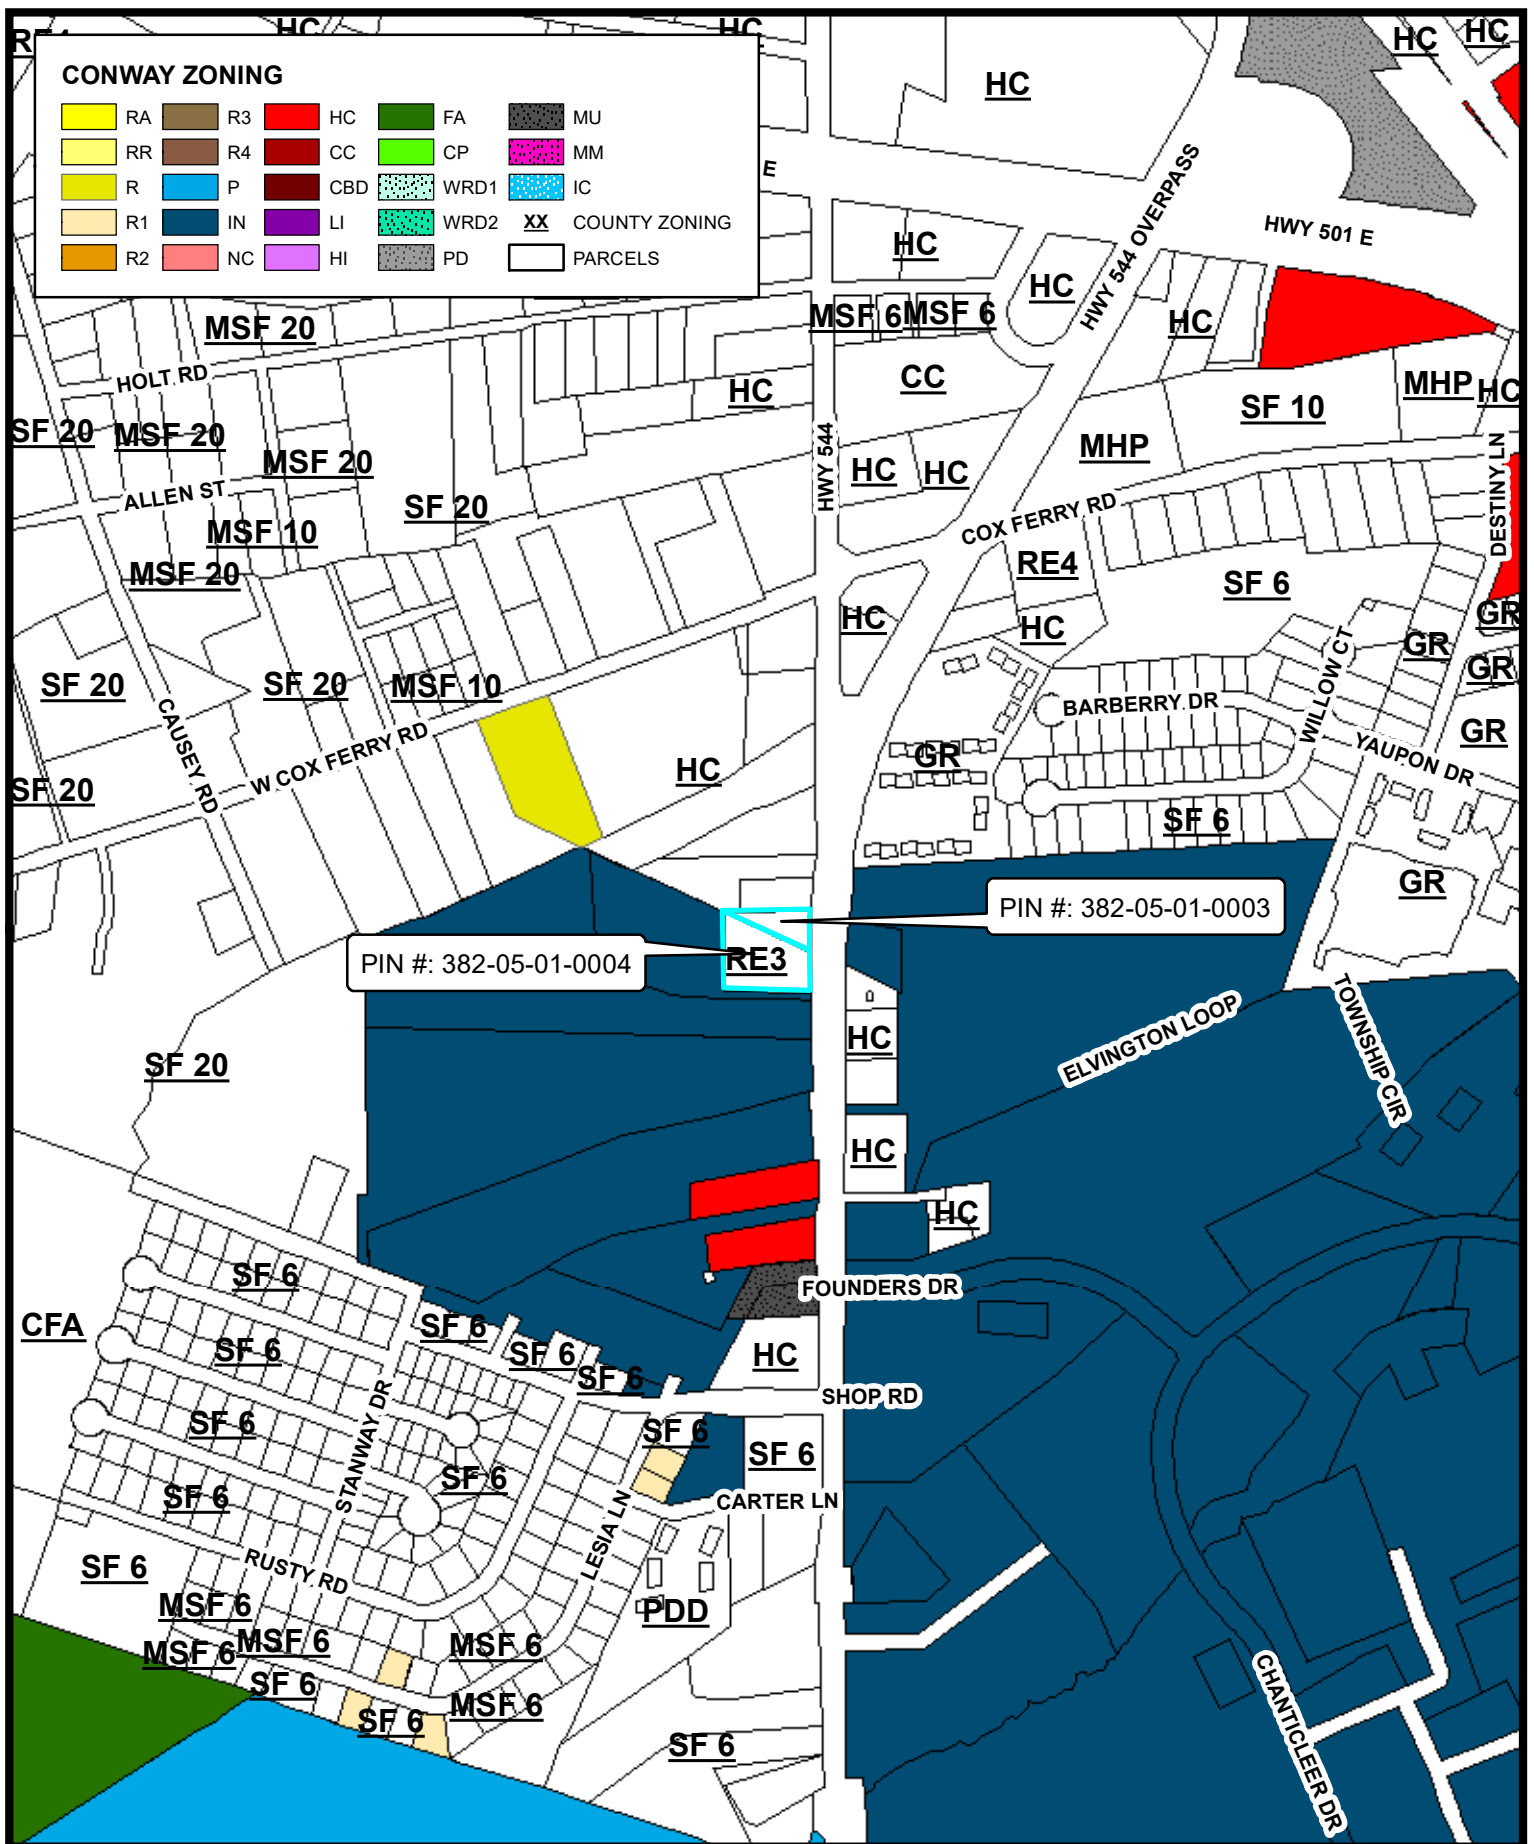 RE4
HC
HC
HC
HC
HC
CONWAY ZONING
RA
R3
HC
FA
MU
RR
R4
CC
CP
MM
R
P
CBD
WRD1
IC
R1
IN
LI
WRD2
XX
COUNTY ZONING
R2
NC
HI
PD
PARCELS
E
HWY 544 OVERPASS
HWY 501 E
HC
HC
MSF 20
MSF 6
MSF 6
HC
HOLT RD
HC
CC
SF 10
MHP
HC
SF 20
MSF 20
MSF 20
HWY 544
HC
HC
MHP
DESTINY LN
ALLEN ST
SF 20
COX FERRY RD
MSF 10
MSF 20
RE4
SF 6
HC
HC
GR
GR
GR
SF 20
SF 20
MSF 10
CAUSEY RD
W COX FERRY RD
BARBERRY DR
WILLOW CT
YAUPON DR
GR
SF 20
HC
GR
SF 6
GR
PIN #: 382-05-01-0003
PIN #: 382-05-01-0004
RE3
HC
ELVINGTON LOOP
TOWNSHIP CIR
SF 20
HC
HC
SF 6
FOUNDERS DR
CFA
SF 6
SF 6
SF 6
HC
SF 6
SHOP RD
SF 6
SF 6
SF 6
STANWAY DR
SF 6
SF 6
CARTER LN
LESIA LN
SF 6
RUSTY RD
MSF 6
PDD
MSF 6
MSF 6
MSF 6
SF 6
MSF 6
SF 6
SF 6
CHANTICLEER DR